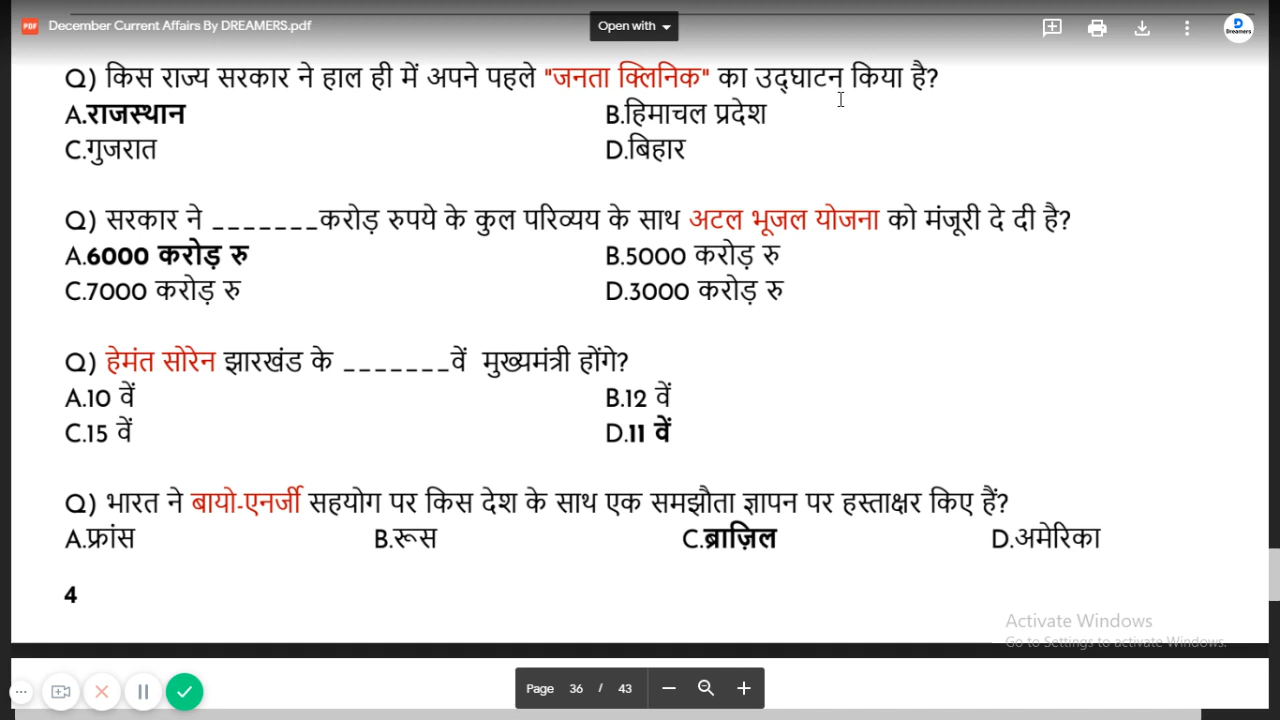 PDF December Current Affairs By DREAMERS.pdf Open with Dreamers
Q) किस राज्य सरकार ने हाल ही में अपने पहले "जनता क्लिनिक" का उद्घाटन किया है?
A.राजस्थान B.हिमाचल प्रदेश
C.गुजरात D.बिहार
Q) सरकार ने _______करोड़ रुपये के कुल परिव्यय के साथ अटल भूजल योजना को मंजूरी दे दी है?
A.6000 करोड़ रु B.5000 करोड़ रु
C.7000 करोड़ रु D.3000 करोड़ रु
Q) हेमंत सोरेन झारखंड के _______वें मुख्यमंत्री होंगे?
A.10 वें B.12 वें
C.15 वें D.11 वें
Q) भारत ने बायो-एनर्जी सहयोग पर किस देश के साथ एक समझौता ज्ञापन पर हस्ताक्षर किए हैं?
A.फ्रांस B.रूस C.ब्राज़िल D.अमेरिका
4
Activate Windows
Go to Settings to activate Windows.
Page 36 / 43